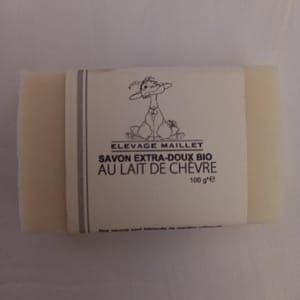 ELEVAGE MAILLET
SAVON EXTRA-DOUX BIO
AU LAIT DE CHÈVRE
100 g℮